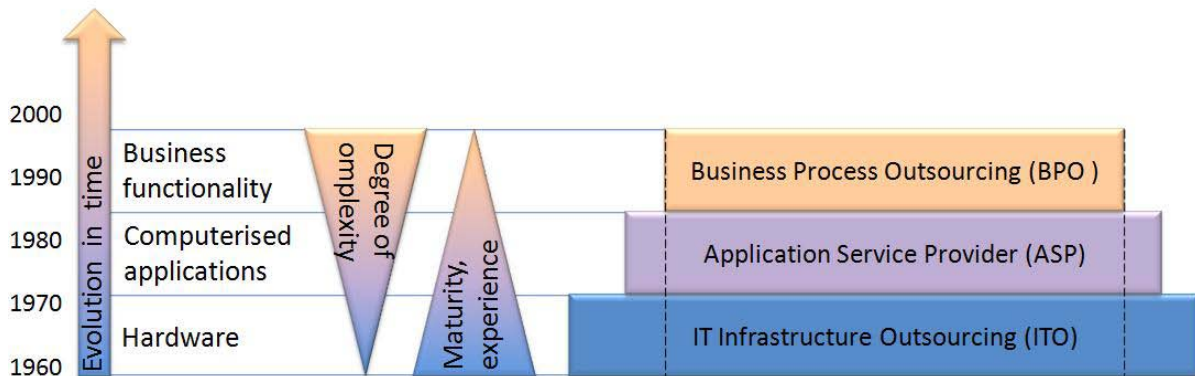 2000
1990
1980
1970
1960
Evolution in time
Business
functionality
Computerised
applications
Hardware
Degree of
omplexity
Maturity,
experience
Business Process Outsourcing (BPO )
Application Service Provider (ASP)
IT Infrastructure Outsourcing (ITO)